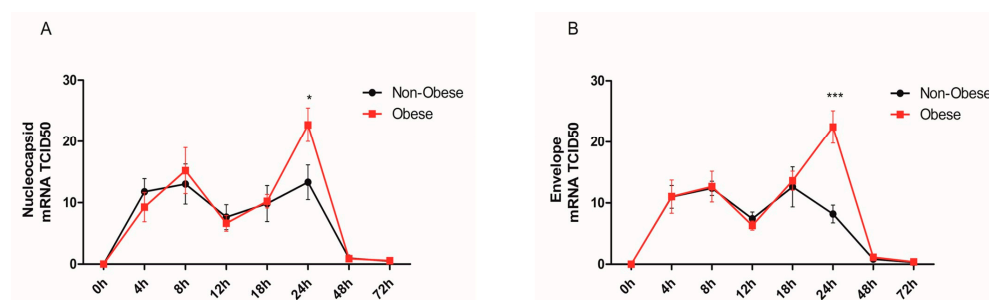 A
Nucleocapsid
mRNA TCID50
30
20
10
0
*
Non-Obese
Obese
0h 4h 8h 12h 18h 24h 48h 72h
B
Envelope
mRNA TCID50
30
20
10
0
***
Non-Obese
Obese
0h 4h 8h 12h 18h 24h 48h 72h